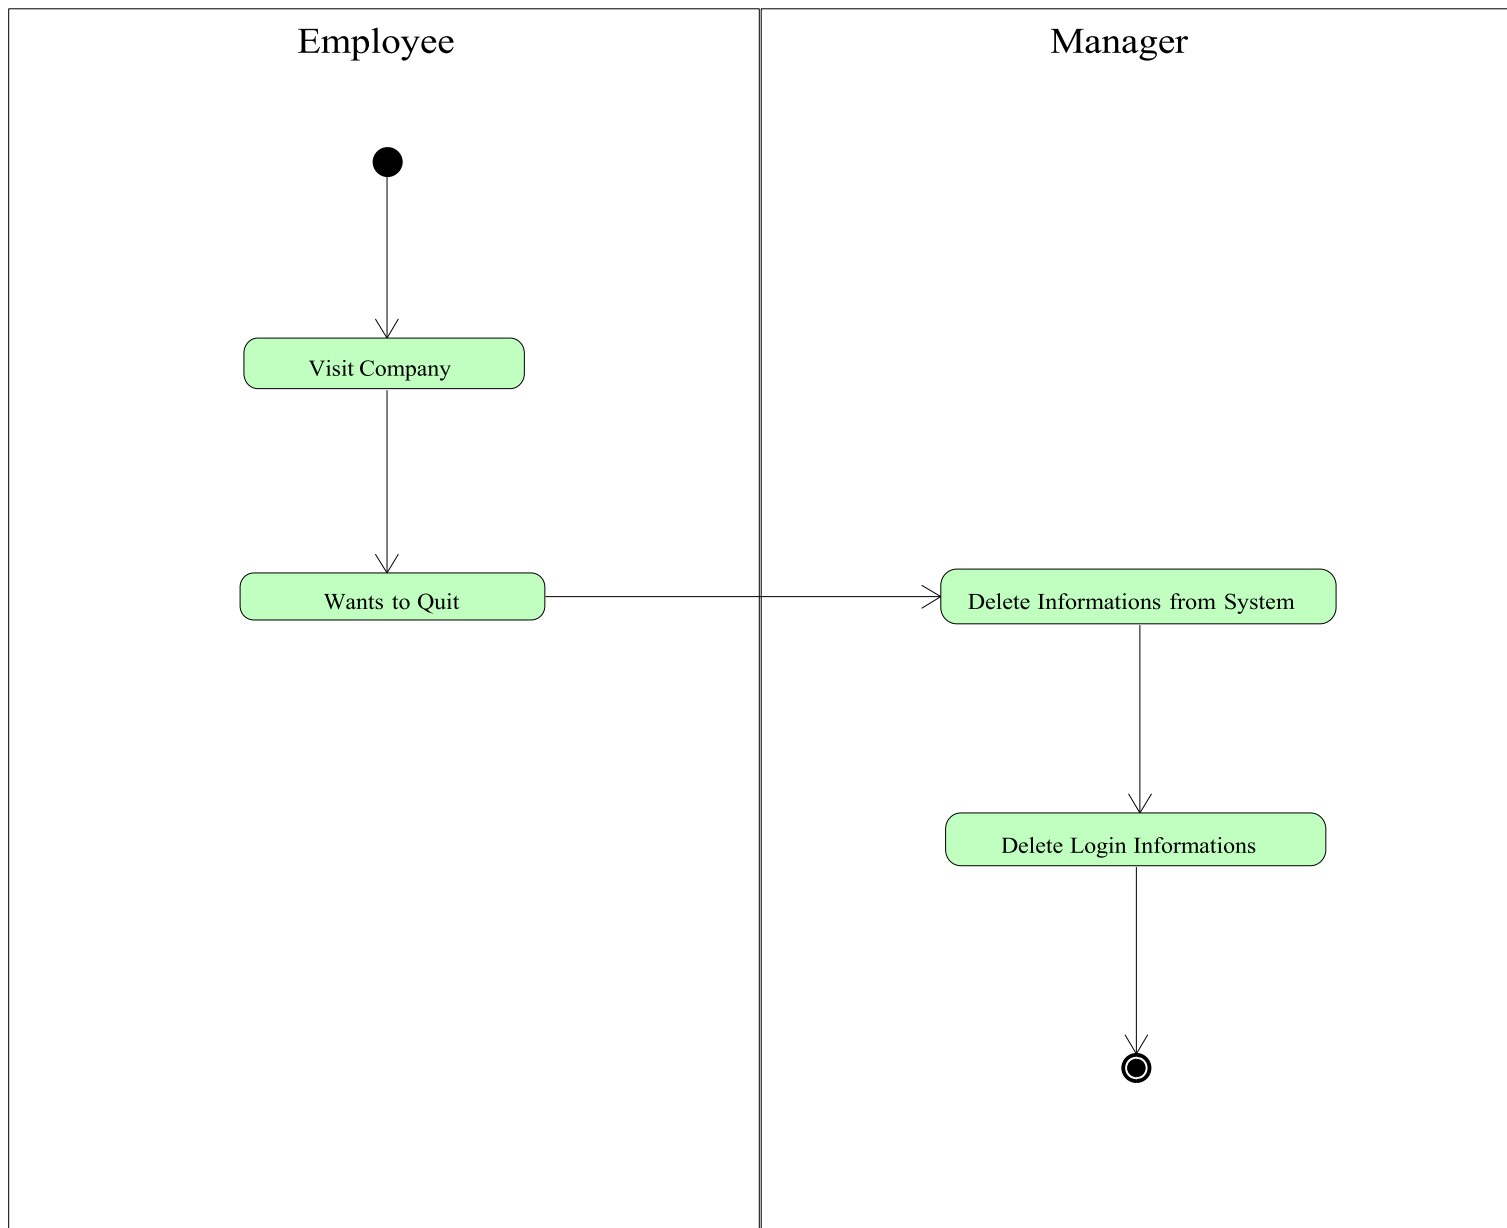 Employee
Manager
Visit Company
Wants to Quit
Delete Informations from System
Delete Login Informations